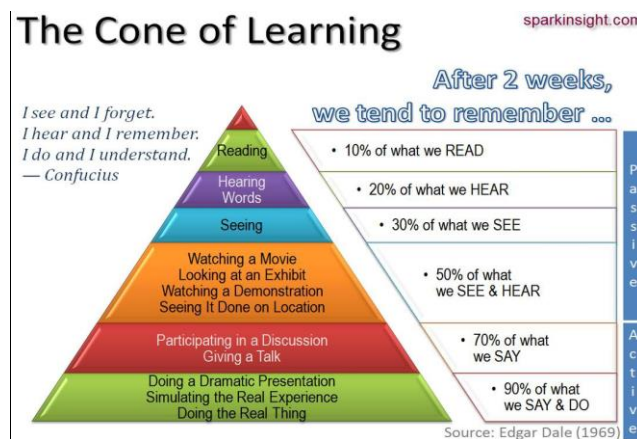 The Cone of Learning
sparkinsight.com
After 2 weeks,
we tend to remember ...
I see and I forget.
I hear and I remember.
I do and I understand.
— Confucius
Reading
• 10% of what we READ
Hearing
Words
• 20% of what we HEAR
Seeing
• 30% of what we SEE
Watching a Movie
Looking at an Exhibit
Watching a Demonstration
Seeing It Done on Location
• 50% of what
we SEE & HEAR
Participating in a Discussion
Giving a Talk
• 70% of what
we SAY
Doing a Dramatic Presentation
Simulating the Real Experience
Doing the Real Thing
• 90% of what
we SAY & DO
Passive
Active
Source: Edgar Dale (1969)